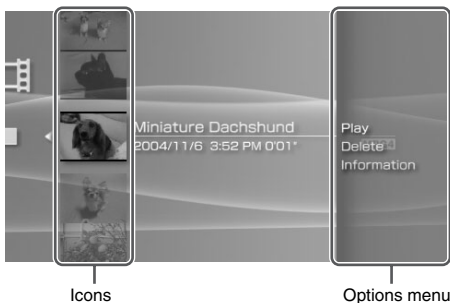 Miniature Dachshund
2004/11/6 3:52 PM 0'01"
Play
Delete
Information
Icons
Options menu